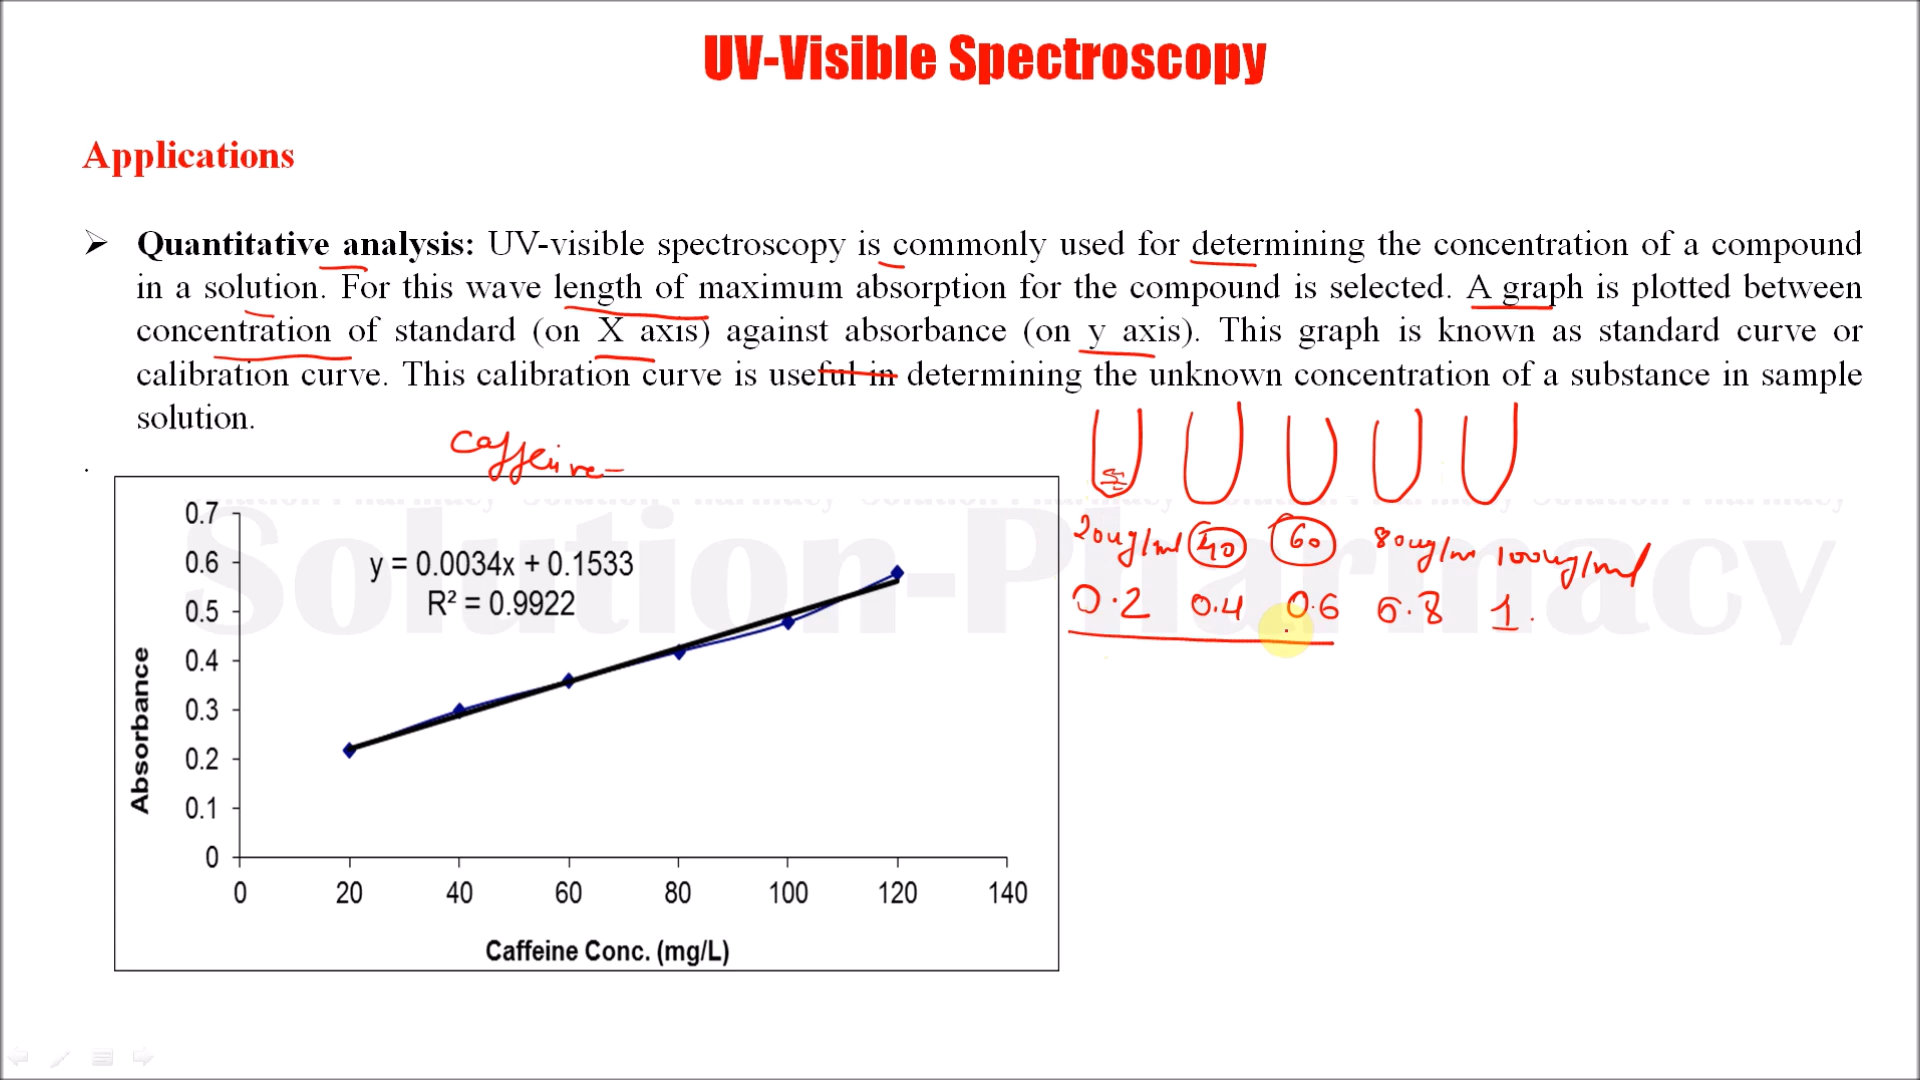 UV-Visible Spectroscopy
Applications
➢ Quantitative analysis: UV-visible spectroscopy is commonly used for determining the concentration of a compound
in a solution. For this wave length of maximum absorption for the compound is selected. A graph is plotted between
concentration of standard (on X axis) against absorbance (on y axis). This graph is known as standard curve or
calibration curve. This calibration curve is useful in determining the unknown concentration of a substance in sample
solution.
.
Caffeine
Solution-Pharmacy
y = 0.0034x + 0.1533
R² = 0.9922
0.7
0.6
0.5
0.4
0.3
0.2
0.1
0
Absorbance
0 20 40 60 80 100 120 140
Caffeine Conc. (mg/L)
20ug/ml 40 60 80ug/m 100ug/ml
0.2 0.4 0.6 0.8 1.